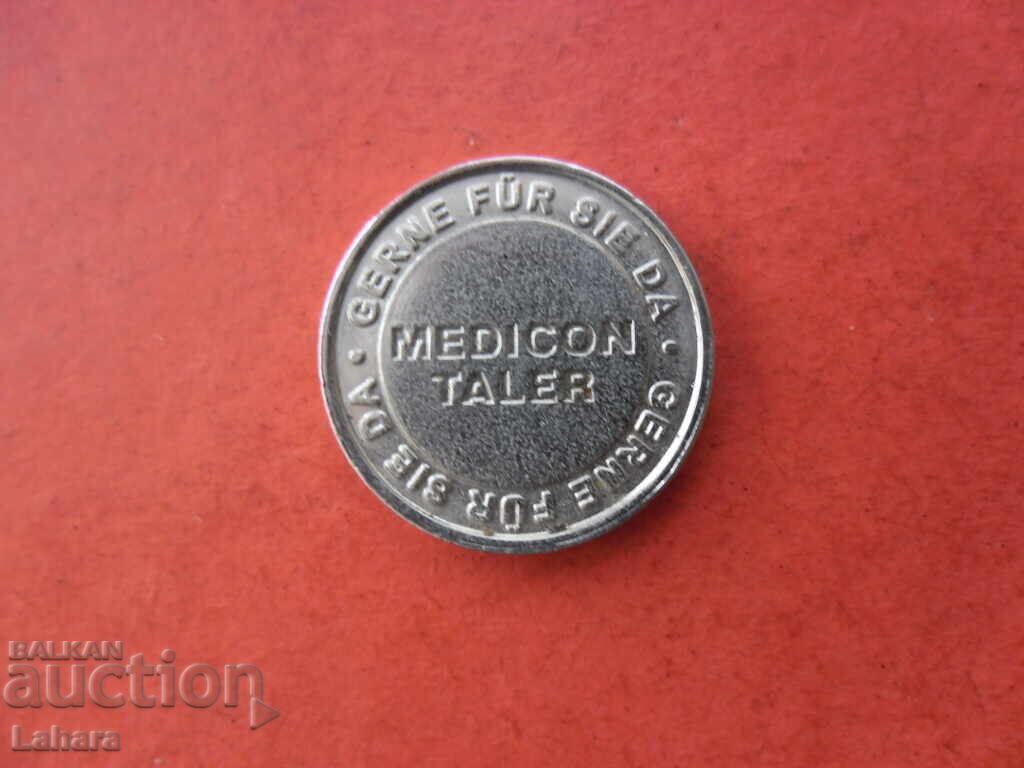 GERNE FÜR SIE DA • GERNE FÜR SIE DA •
MEDICON
TALER
BALKAN
auction
Lahara